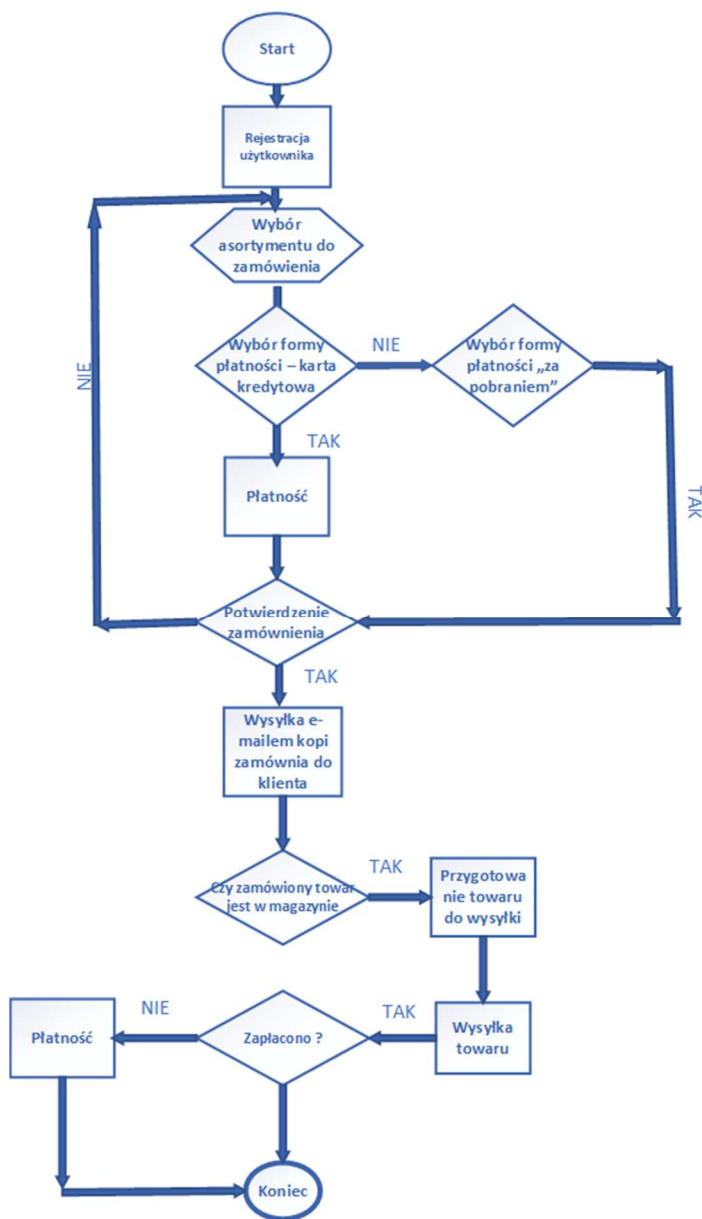 Start
Rejestracja
użytkownika
Wybór
asortymentu do
zamówienia
Wybór formy
płatności – karta
kredytowa
NIE
Wybór formy
płatności „za
pobraniem”
NIE
TAK
Płatność
TAK
Potwierdzenie
zamównienia
TAK
Wysyłka e-
mailem kopi
zamównia do
klienta
Czy zamówiony towar
jest w magazynie
TAK
Przygotowa
nie towaru
do wysyłki
Płatność
NIE
Zapłacono ?
TAK
Wysyłka
towaru
Koniec